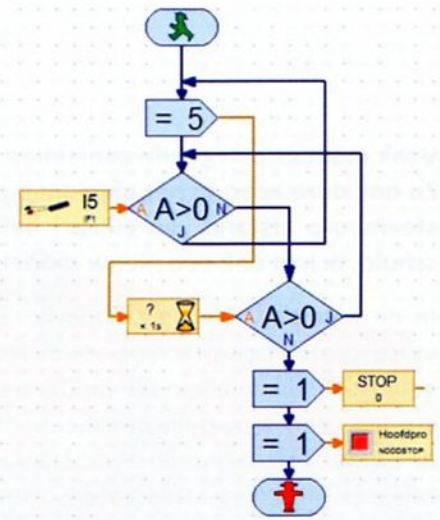 = 5
I5
IF1
A
A>0
N
J
?
x 1s
A
A>0
J
N
= 1
STOP
0
= 1
Hoofdpro
NOODSTOP